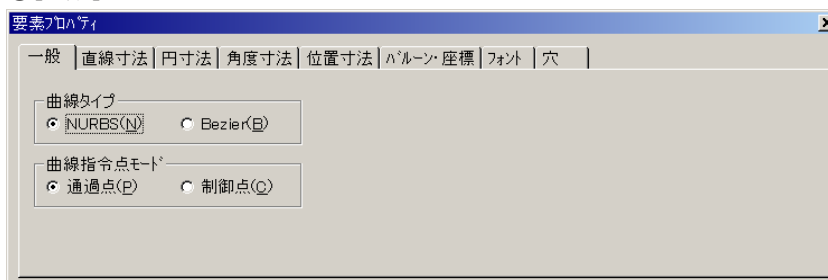 要素ﾌﾟﾛﾊﾟﾃｨ
一般 直線寸法 円寸法 角度寸法 位置寸法 ﾊﾞﾙｰﾝ･座標 ﾌｫﾝﾄ 穴
曲線タイプ
NURBS(N) Bezier(B)
曲線指令点ﾓｰﾄﾞ
通過点(P) 制御点(C)